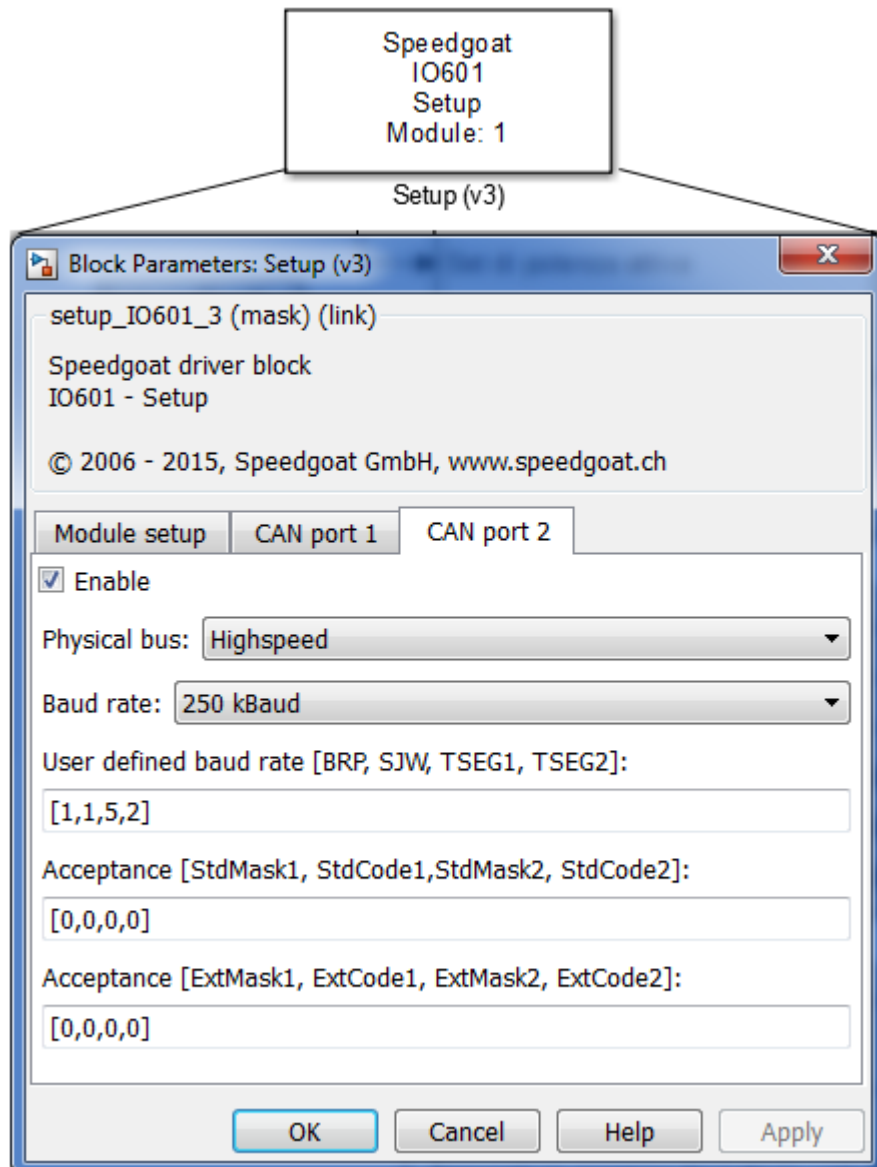 Speedgoat
IO601
Setup
Module: 1
Setup (v3)
Block Parameters: Setup (v3)
setup_IO601_3 (mask) (link)
Speedgoat driver block
IO601 - Setup
© 2006 - 2015, Speedgoat GmbH, www.speedgoat.ch
Module setup CAN port 1 CAN port 2
Enable
Physical bus: Highspeed
Baud rate: 250 kBaud
User defined baud rate [BRP, SJW, TSEG1, TSEG2]:
[1,1,5,2]
Acceptance [StdMask1, StdCode1,StdMask2, StdCode2]:
[0,0,0,0]
Acceptance [ExtMask1, ExtCode1, ExtMask2, ExtCode2]:
[0,0,0,0]
OK Cancel Help Apply